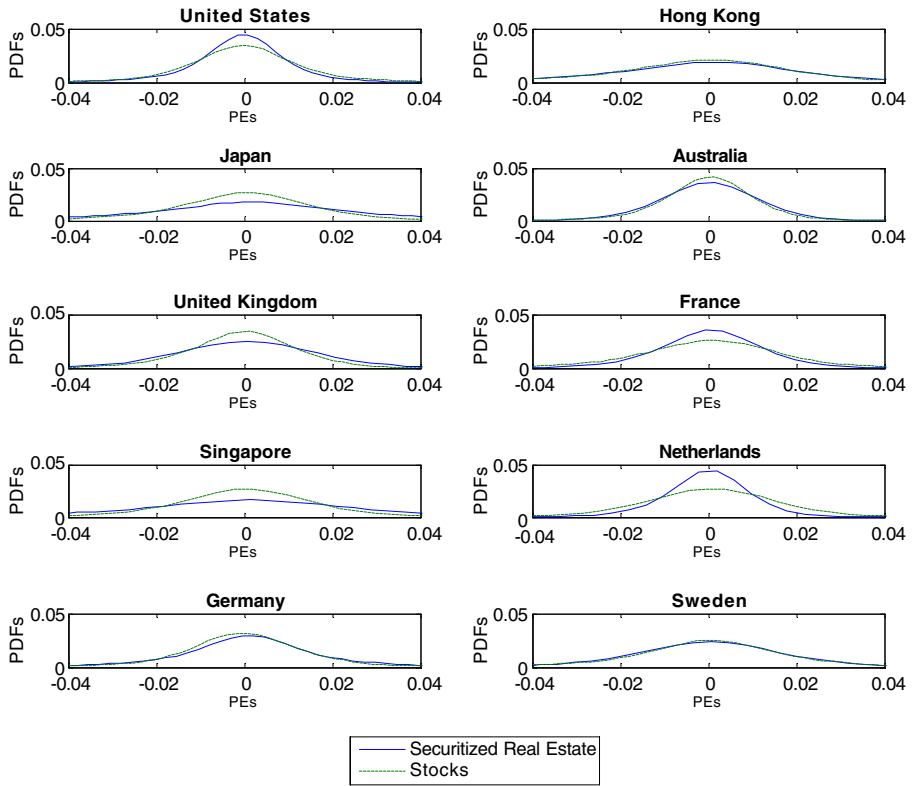 United States
Hong Kong
0.05
PDFs
0
-0.04 -0.02 0 0.02 0.04
PEs
0.05
PDFs
0
-0.04 -0.02 0 0.02 0.04
PEs
Japan
Australia
0.05
PDFs
0
-0.04 -0.02 0 0.02 0.04
PEs
0.05
PDFs
0
-0.04 -0.02 0 0.02 0.04
PEs
United Kingdom
France
0.05
PDFs
0
-0.04 -0.02 0 0.02 0.04
PEs
0.05
PDFs
0
-0.04 -0.02 0 0.02 0.04
PEs
Singapore
Netherlands
0.05
PDFs
0
-0.04 -0.02 0 0.02 0.04
PEs
0.05
PDFs
0
-0.04 -0.02 0 0.02 0.04
PEs
Germany
Sweden
0.05
PDFs
0
-0.04 -0.02 0 0.02 0.04
PEs
0.05
PDFs
0
-0.04 -0.02 0 0.02 0.04
PEs
Securitized Real Estate
Stocks